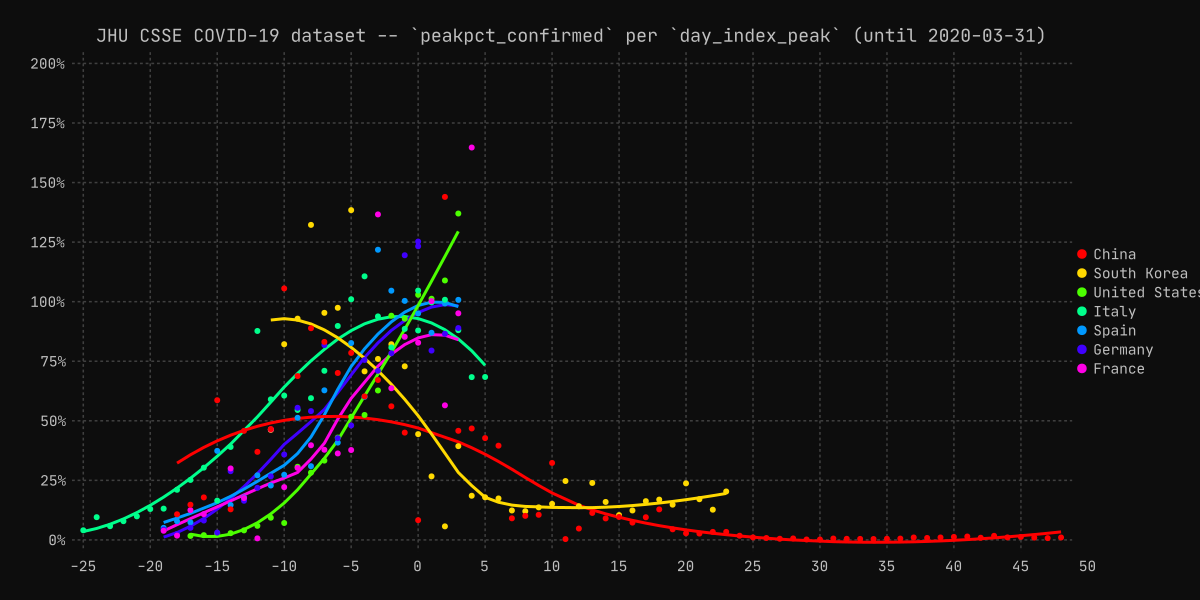 JHU CSSE COVID-19 dataset -- `peakpct_confirmed` per `day_index_peak` (until 2020-03-31)
200%
175%
150%
125%
100%
75%
50%
25%
0%
-25 -20 -15 -10 -5 0 5 10 15 20 25 30 35 40 45 50
China
South Korea
United States
Italy
Spain
Germany
France